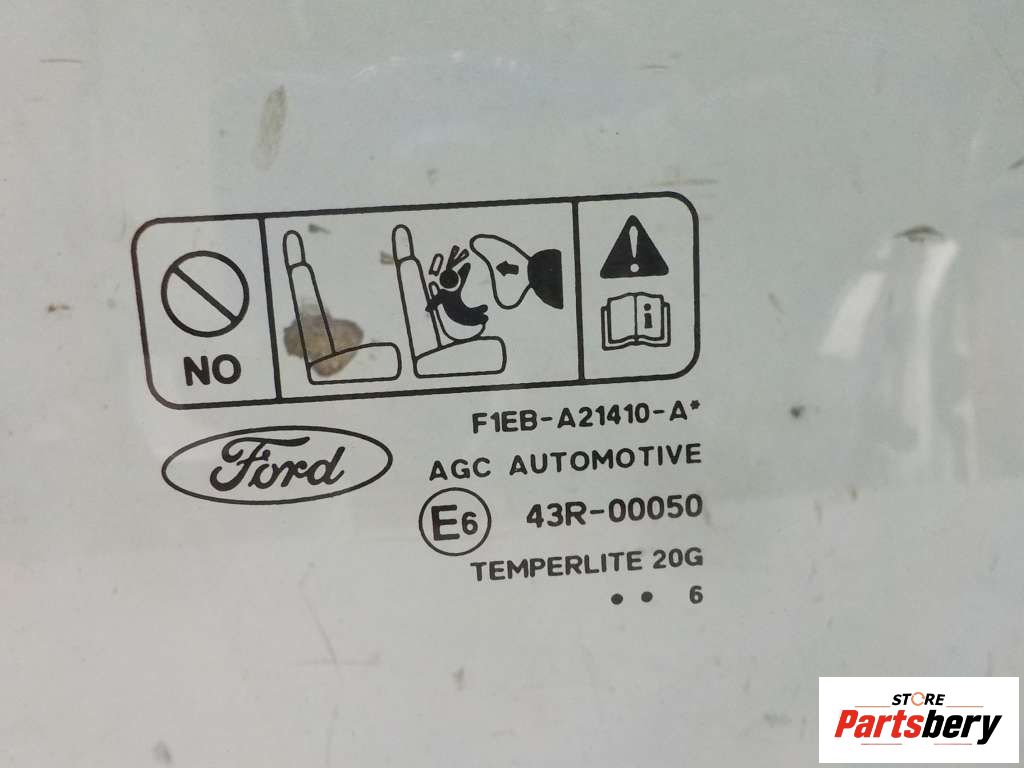 NO
F1EB-A21410-A*
Ford
AGC AUTOMOTIVE
E6 43R-00050
TEMPERLITE 20G
• • 6
STORE
Partsbery